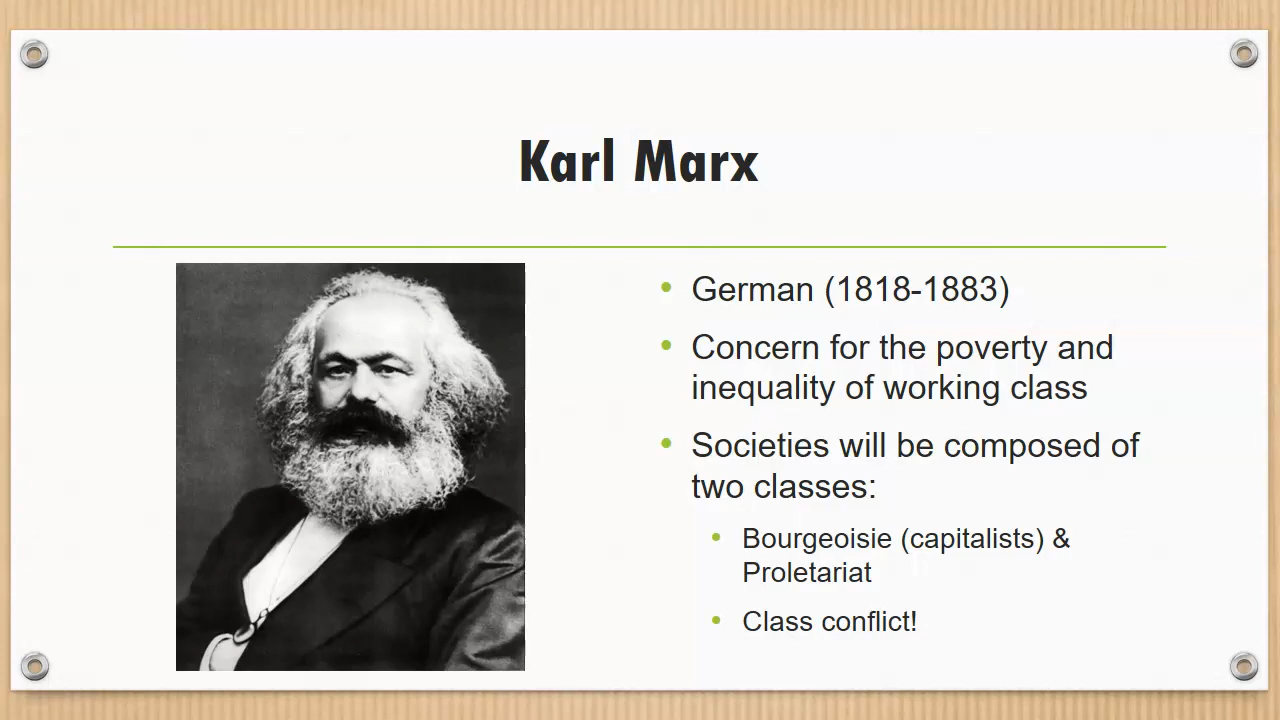 Karl Marx
German (1818-1883)
Concern for the poverty and
inequality of working class
Societies will be composed of
two classes:
Bourgeoisie (capitalists) &
Proletariat
Class conflict!